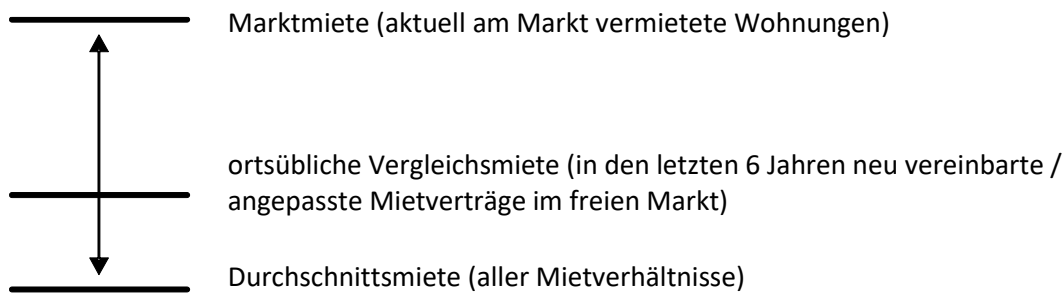 Marktmiete (aktuell am Markt vermietete Wohnungen)
ortsübliche Vergleichsmiete (in den letzten 6 Jahren neu vereinbarte /
angepasste Mietverträge im freien Markt)
Durchschnittsmiete (aller Mietverhältnisse)